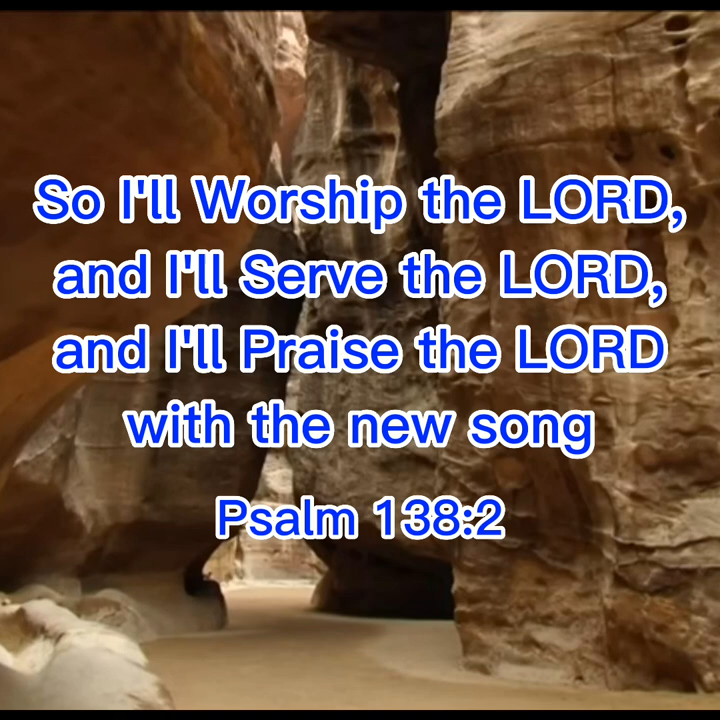 So I'll Worship the LORD,
and I'll Serve the LORD,
and I'll Praise the LORD
with the new song
Psalm 138:2